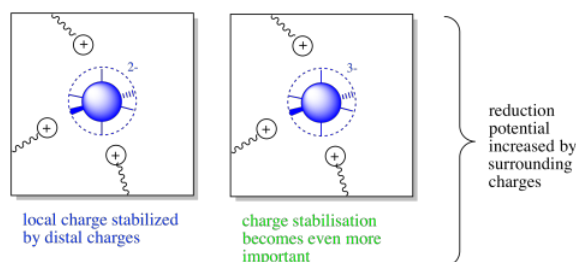 2-
+
+
+
local charge stabilized
by distal charges
3-
+
+
+
charge stabilisation
becomes even more
important
reduction
potential
increased by
surrounding
charges